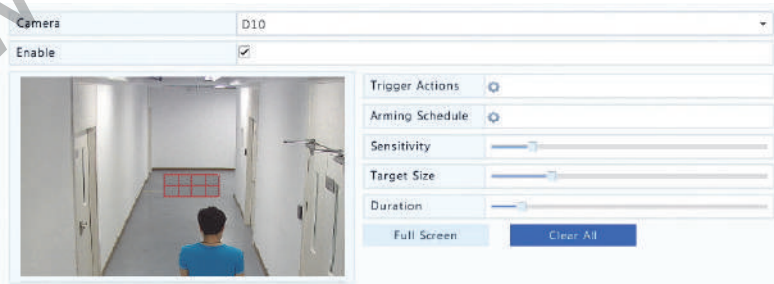 Camera D10
Enable
Trigger Actions
Arming Schedule
Sensitivity
Target Size
Duration
Full Screen Clear All